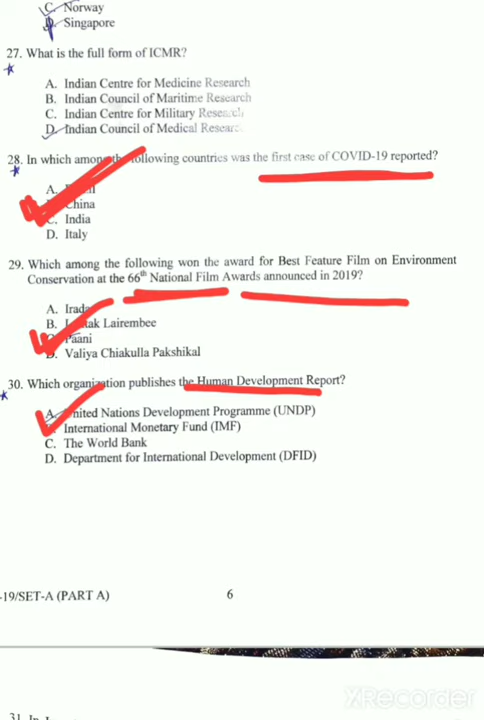 C. Norway
D. Singapore
27. What is the full form of ICMR?
A. Indian Centre for Medicine Research
B. Indian Council of Maritime Research
C. Indian Centre for Military Research
D. Indian Council of Medical Researc
28. In which among the following countries was the first case of COVID-19 reported?
A.
China
C. India
D. Italy
29. Which among the following won the award for Best Feature Film on Environment
Conservation at the 66th National Film Awards announced in 2019?
A. Irada
B. tak Lairembee
Paani
D. Valiya Chiakulla Pakshikal
30. Which organization publishes the Human Development Report?
A. United Nations Development Programme (UNDP)
International Monetary Fund (IMF)
C. The World Bank
D. Department for International Development (DFID)
-19/SET-A (PART A)
6
XRecorder
31. In